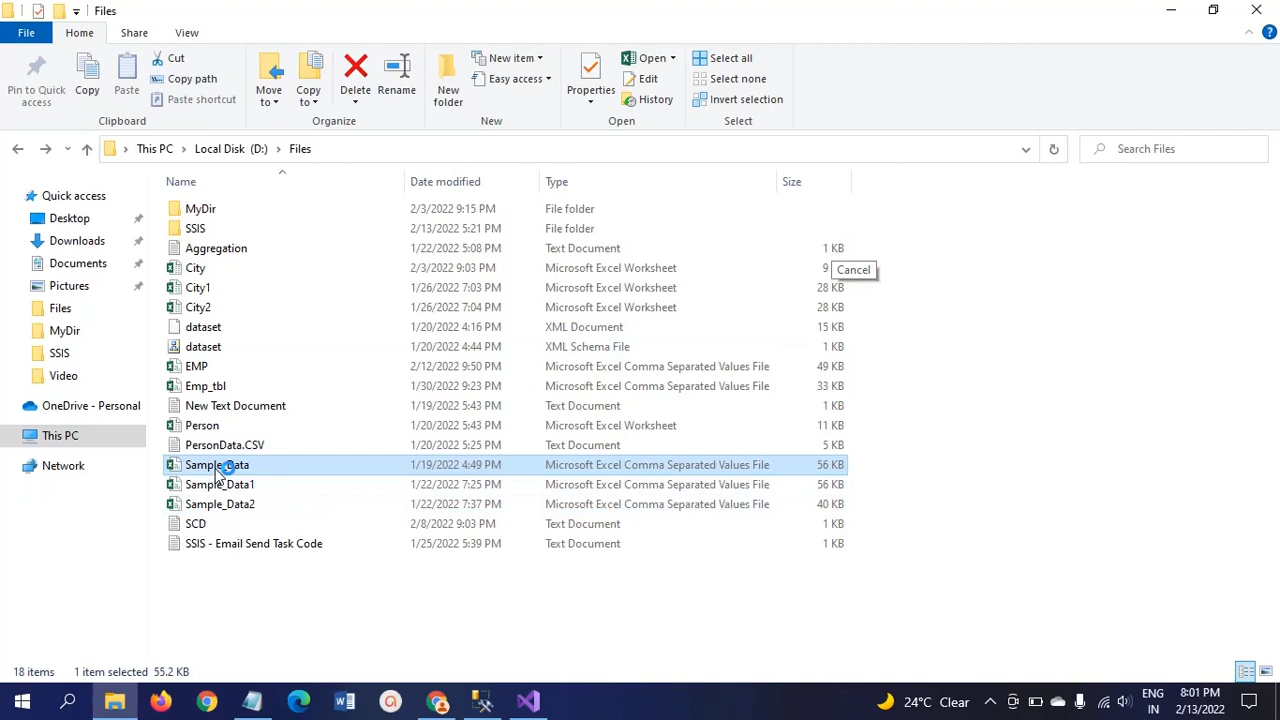 Files
File Home Share View
Pin to Quick access
Copy
Paste
Cut
Copy path
Paste shortcut
Clipboard
Move to
Copy to
Delete
Rename
Organize
New folder
New item
Easy access
New
Properties
Open
Edit
History
Open
Select all
Select none
Invert selection
Select
This PC Local Disk (D:) Files
Search Files
Quick access
Desktop
Downloads
Documents
Pictures
Files
MyDir
SSIS
Video
OneDrive - Personal
This PC
Network
Name Date modified Type Size
MyDir 2/3/2022 9:15 PM File folder
SSIS 2/13/2022 5:21 PM File folder
Aggregation 1/22/2022 5:08 PM Text Document 1 KB
City 2/3/2022 9:03 PM Microsoft Excel Worksheet 9
Cancel
City1 1/26/2022 7:03 PM Microsoft Excel Worksheet 28 KB
City2 1/26/2022 7:04 PM Microsoft Excel Worksheet 28 KB
dataset 1/20/2022 4:16 PM XML Document 15 KB
dataset 1/20/2022 4:44 PM XML Schema File 1 KB
EMP 2/12/2022 9:50 PM Microsoft Excel Comma Separated Values File 49 KB
Emp_tbl 1/30/2022 9:23 PM Microsoft Excel Comma Separated Values File 33 KB
New Text Document 1/19/2022 5:43 PM Text Document 1 KB
Person 1/20/2022 5:43 PM Microsoft Excel Worksheet 11 KB
PersonData.CSV 1/20/2022 5:25 PM Text Document 5 KB
Sample_Data 1/19/2022 4:49 PM Microsoft Excel Comma Separated Values File 56 KB
Sample_Data1 1/22/2022 7:25 PM Microsoft Excel Comma Separated Values File 56 KB
Sample_Data2 1/22/2022 7:37 PM Microsoft Excel Comma Separated Values File 40 KB
SCD 2/8/2022 9:03 PM Text Document 1 KB
SSIS - Email Send Task Code 1/25/2022 5:39 PM Text Document 1 KB
18 items 1 item selected 55.2 KB
24°C Clear
ENG
IN
8:01 PM
2/13/2022